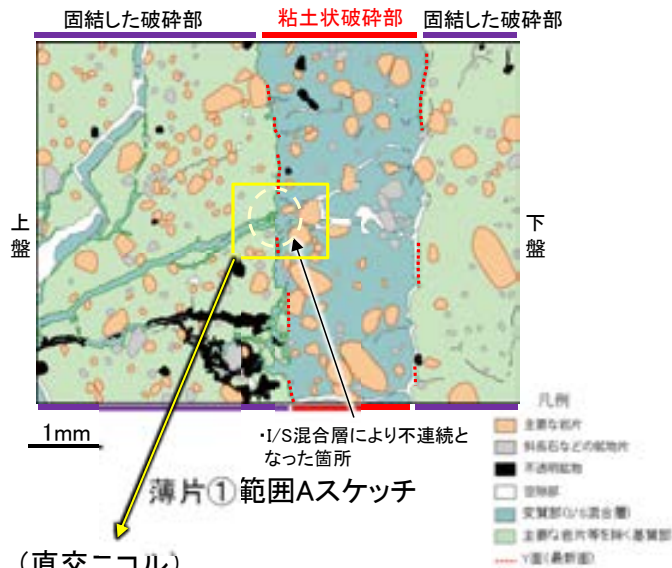 固結した破砕部
粘土状破砕部
固結した破砕部
上盤
下盤
1mm
・I/S混合層により不連続と
なった箇所
薄片①範囲Aスケッチ
凡例
主要な岩片
斜長石などの鉱物片
不透明鉱物
空隙部
変質部(I/S混合層)
主要な岩片等を除く基質部
Y面(最新面)
(直交ニコル)